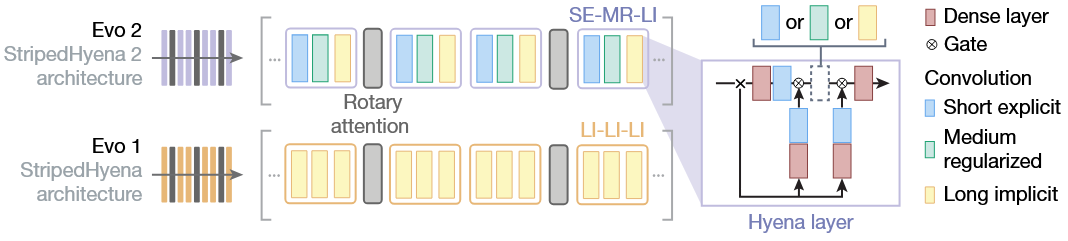 Evo 2
StripedHyena 2
architecture
...
SE-MR-LI
...
Rotary
attention
Evo 1
StripedHyena
architecture
...
LI-LI-LI
...
or or
Hyena layer
Dense layer
Gate
Convolution
Short explicit
Medium
regularized
Long implicit